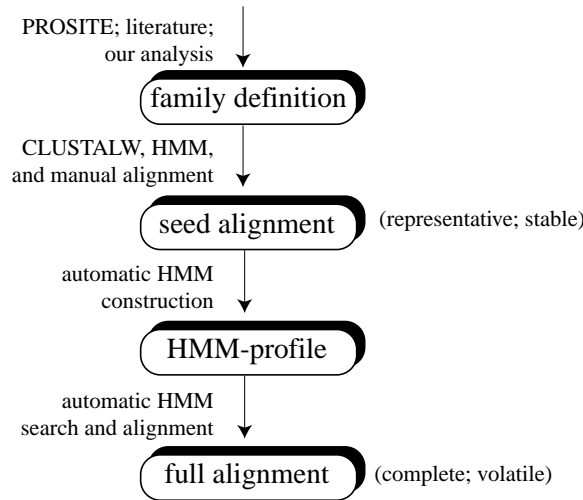 PROSITE; literature;
our analysis
family definition
CLUSTALW, HMM,
and manual alignment
seed alignment (representative; stable)
automatic HMM
construction
HMM-profile
automatic HMM
search and alignment
full alignment (complete; volatile)